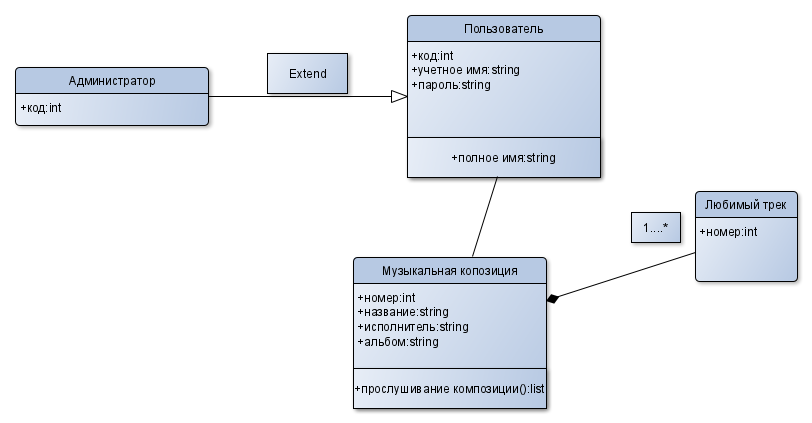 Пользователь
+код:int
+учетное имя:string
+пароль:string
+полное имя:string
Extend
Администратор
+код:int
Любимый трек
+номер:int
1....*
Музыкальная копозиция
+номер:int
+название:string
+исполнитель:string
+альбом:string
+прослушивание композиции():list